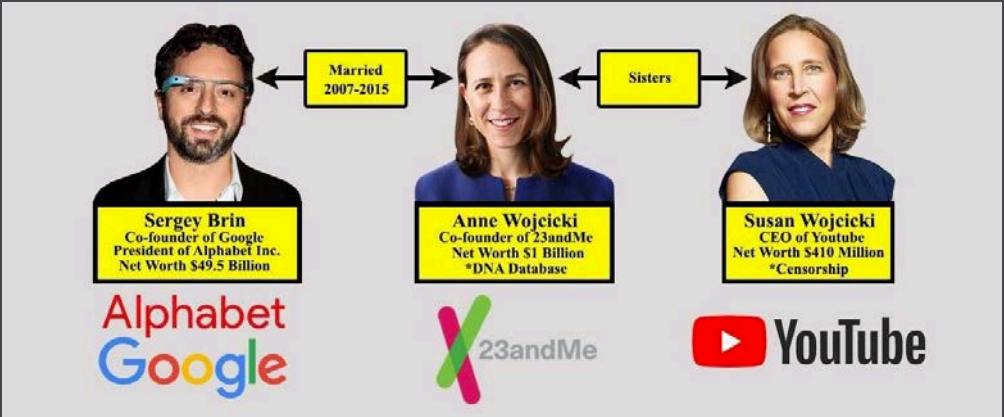 Married
2007-2015
Sisters
Sergey Brin
Co-founder of Google
President of Alphabet Inc.
Net Worth $49.5 Billion
Anne Wojcicki
Co-founder of 23andMe
Net Worth $1 Billion
*DNA Database
Susan Wojcicki
CEO of Youtube
Net Worth $410 Million
*Censorship
Alphabet
Google
23andMe
YouTube